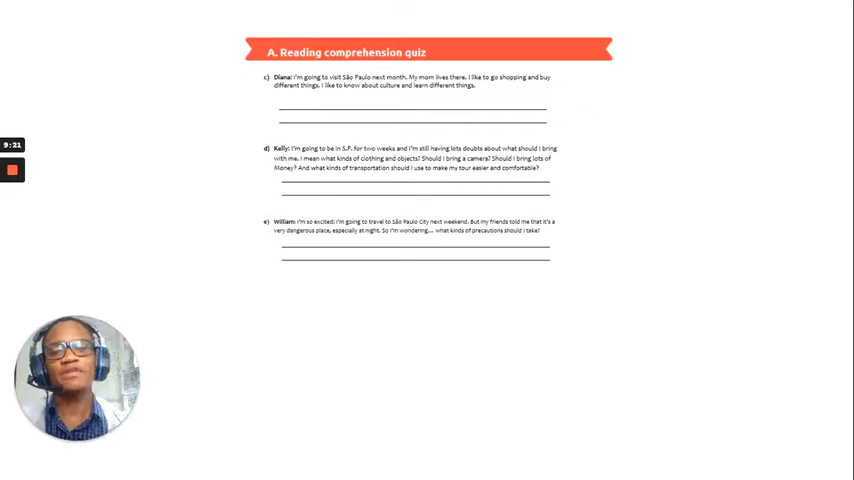 A. Reading comprehension quiz
c) Diana: I'm going to visit São Paulo next month. My mom lives there. I like to go shopping and buy
different things. I like to know about culture and learn different things.
9:21
d) Kelly: I'm going to be in S.P. for two weeks and I'm still having lots doubts about what should I bring
with me. I mean what kinds of clothing and objects? Should I bring a camera? Should I bring lots of
Money? And what kinds of transportation should I use to make my tour easier and comfortable?
e) William: I'm so excited! I'm going to travel to São Paulo City next weekend. But my friends told me that it's a
very dangerous place, especially at night. So I'm wondering... what kinds of precautions should I take?